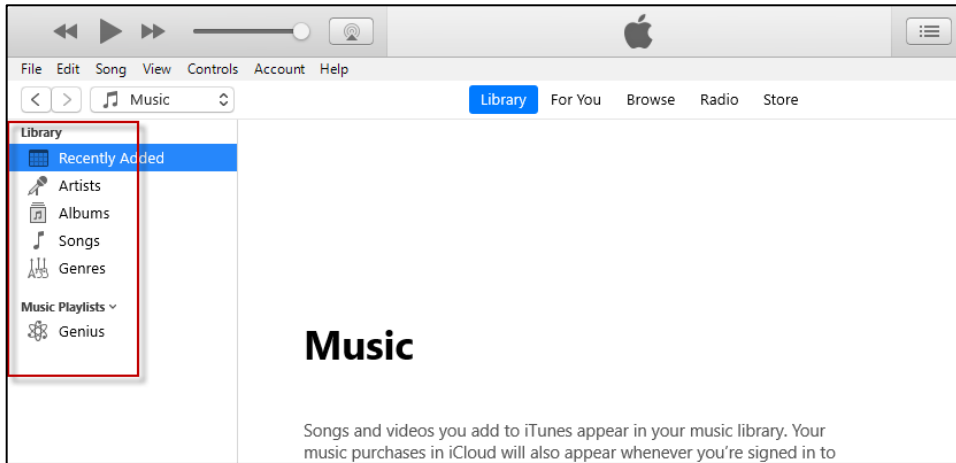 File Edit Song View Controls Account Help
Music
Library For You Browse Radio Store
Library
Recently Added
Artists
Albums
Songs
Genres
Music Playlists
Genius
Music
Songs and videos you add to iTunes appear in your music library. Your
music purchases in iCloud will also appear whenever you're signed in to